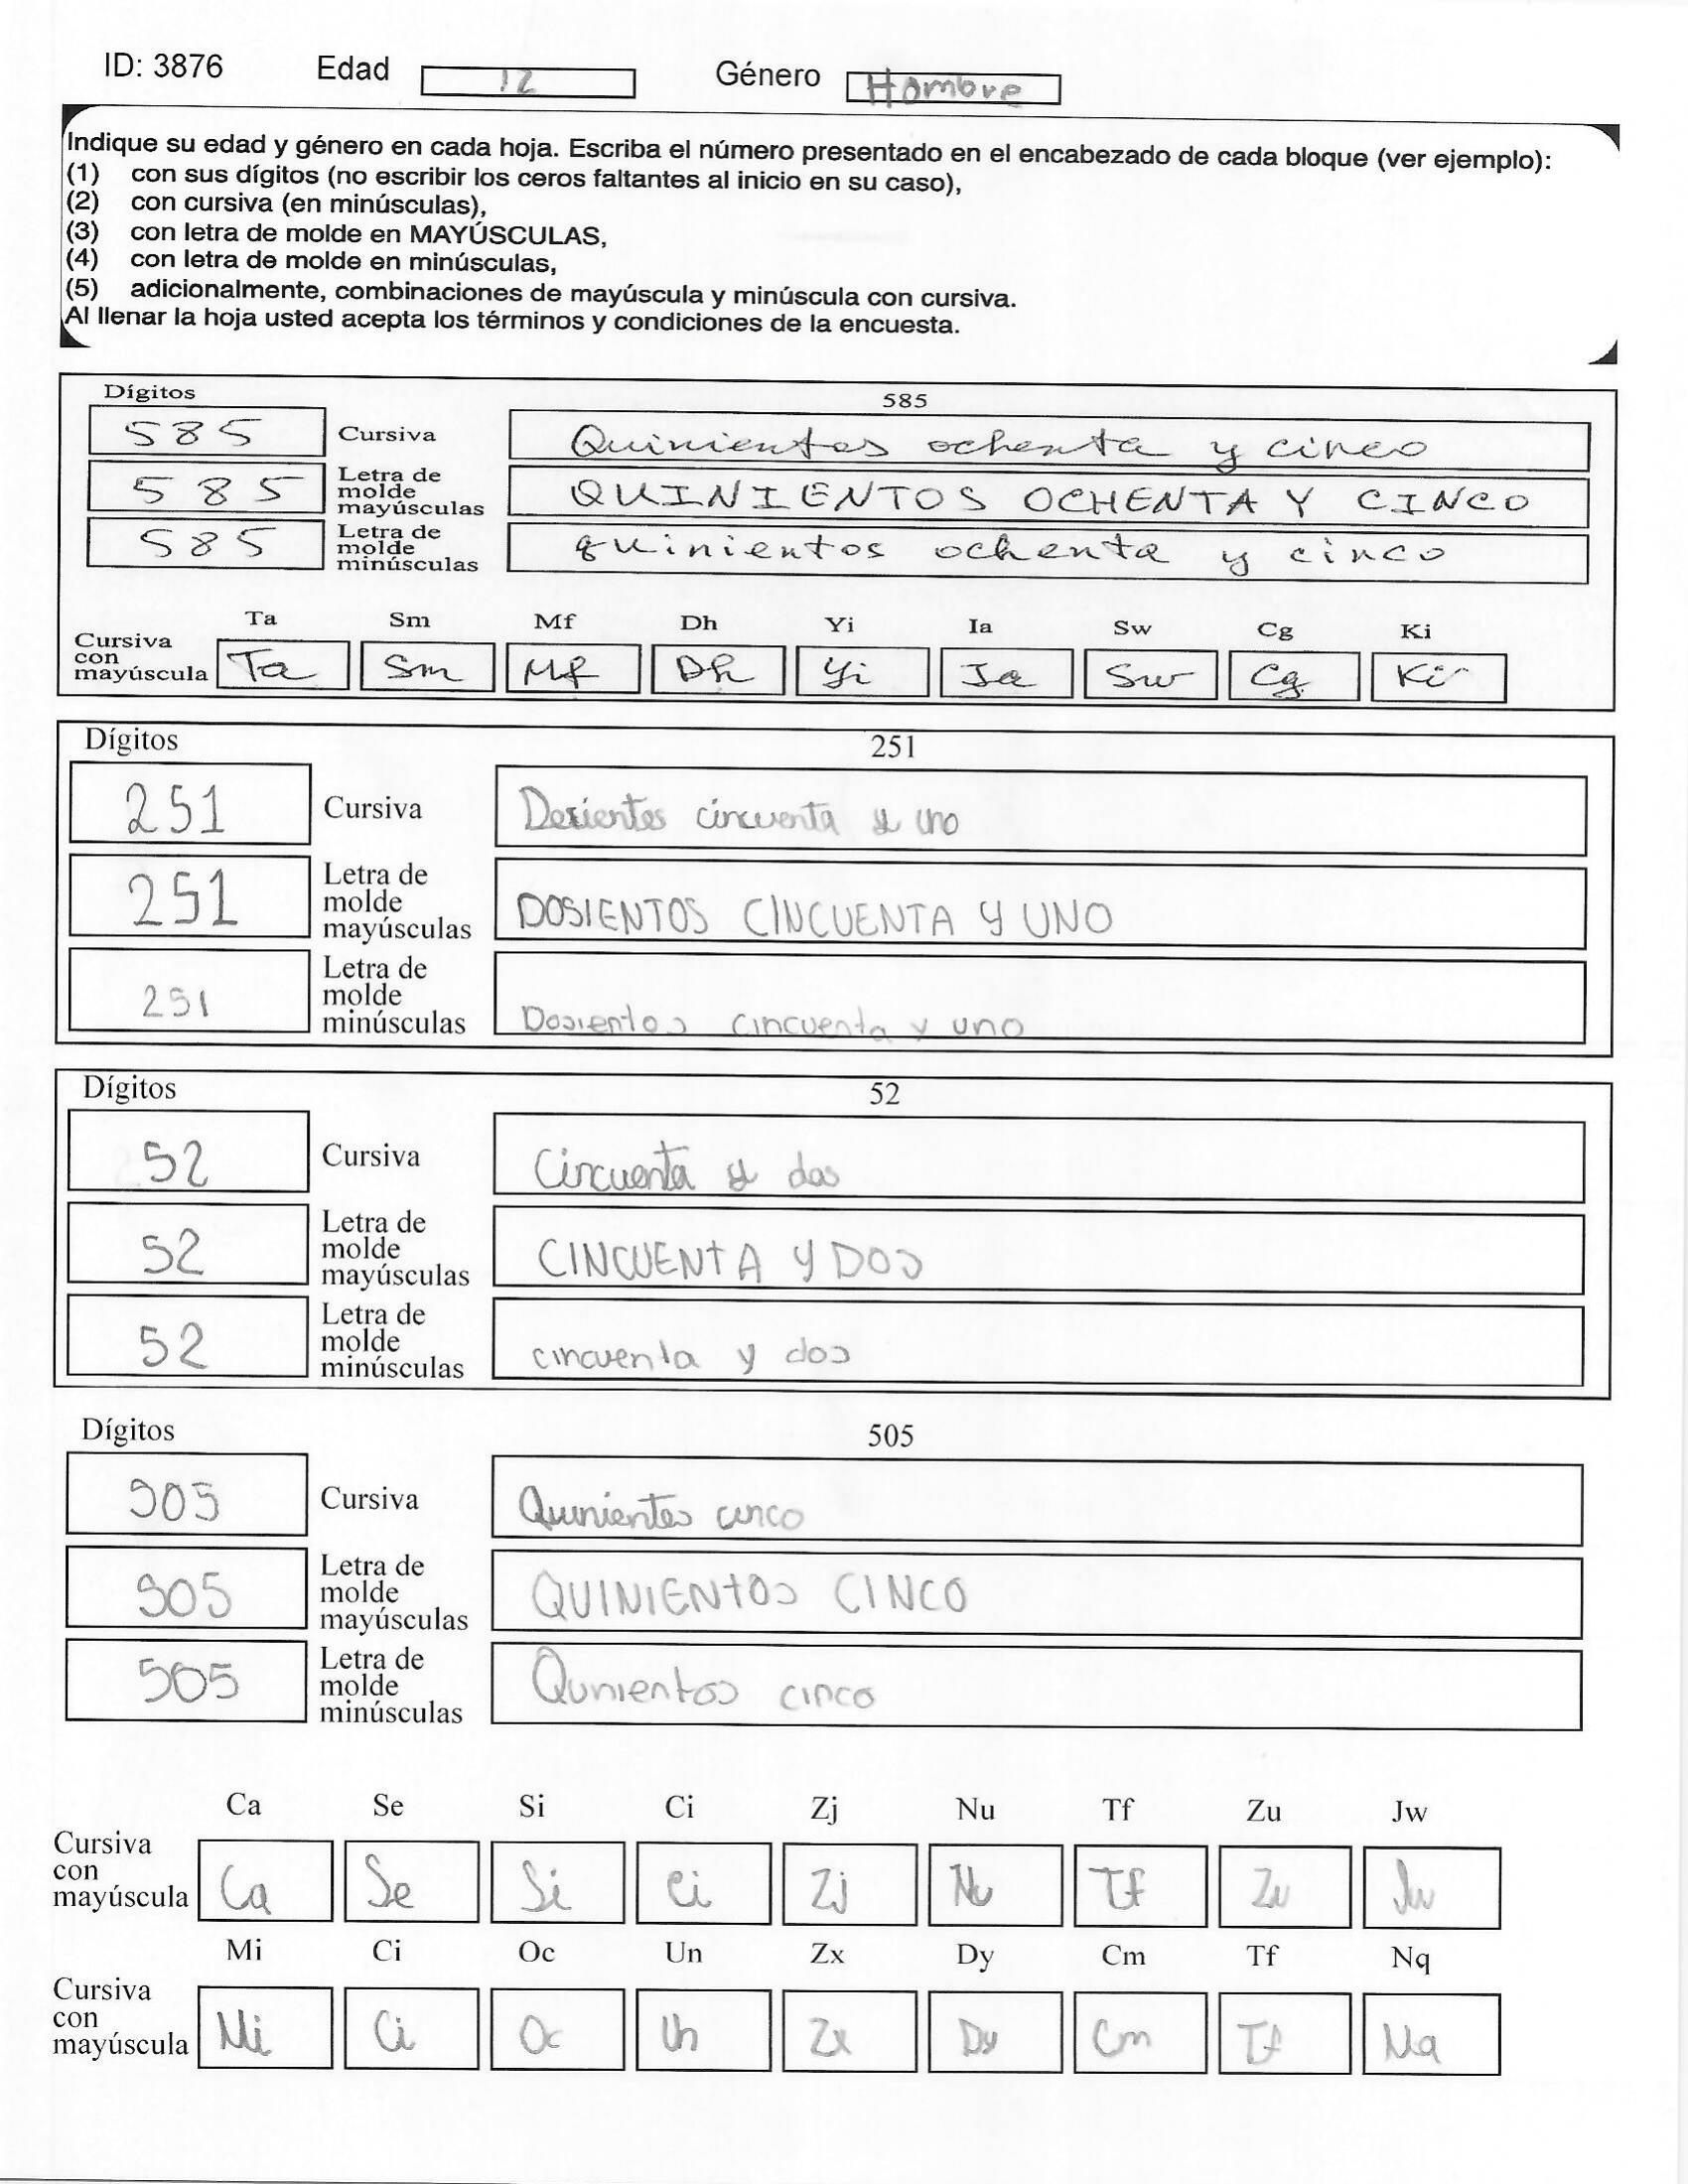 ID: 3876 Edad 12 Género Hombre
Indique su edad y género en cada hoja. Escriba el número presentado en el encabezado de cada bloque (ver ejemplo):
(1) con sus dígitos (no escribir los ceros faltantes al inicio en su caso),
(2) con cursiva (en minúsculas),
(3) con letra de molde en MAYÚSCULAS,
(4) con letra de molde en minúsculas,
(5) adicionalmente, combinaciones de mayúscula y minúscula con cursiva.
Al llenar la hoja usted acepta los términos y condiciones de la encuesta.
Dígitos 585
585 Cursiva Quinientos ochenta y cinco
585 Letra de molde mayúsculas QUINIENTOS OCHENTA Y CINCO
585 Letra de molde minúsculas quinientos ochenta y cinco
Ta Sm Mf Dh Yi Ia Sw Cg Ki
Cursiva con mayúscula Ta Sm Mf Dh Yi Ia Sw Cg Ki
Dígitos 251
251 Cursiva Dosientos cincuenta y uno
251 Letra de molde mayúsculas DOSIENTOS CINCUENTA Y UNO
251 Letra de molde minúsculas Dosientos cincuenta y uno
Dígitos 52
52 Cursiva Cincuenta y dos
52 Letra de molde mayúsculas CINCUENTA Y DOS
52 Letra de molde minúsculas cincuenta y dos
Dígitos 505
505 Cursiva Quinientos cinco
505 Letra de molde mayúsculas QUINIENTOS CINCO
505 Letra de molde minúsculas Qunientos cinco
Ca Se Si Ci Zj Nu Tf Zu Jw
Cursiva con mayúscula Ca Se Si Ci Zj Nu Tf Zu Jw
Mi Ci Oc Un Zx Dy Cm Tf Nq
Cursiva con mayúscula Mi Ci Oc Un Zx Dy Cm Tf Nq